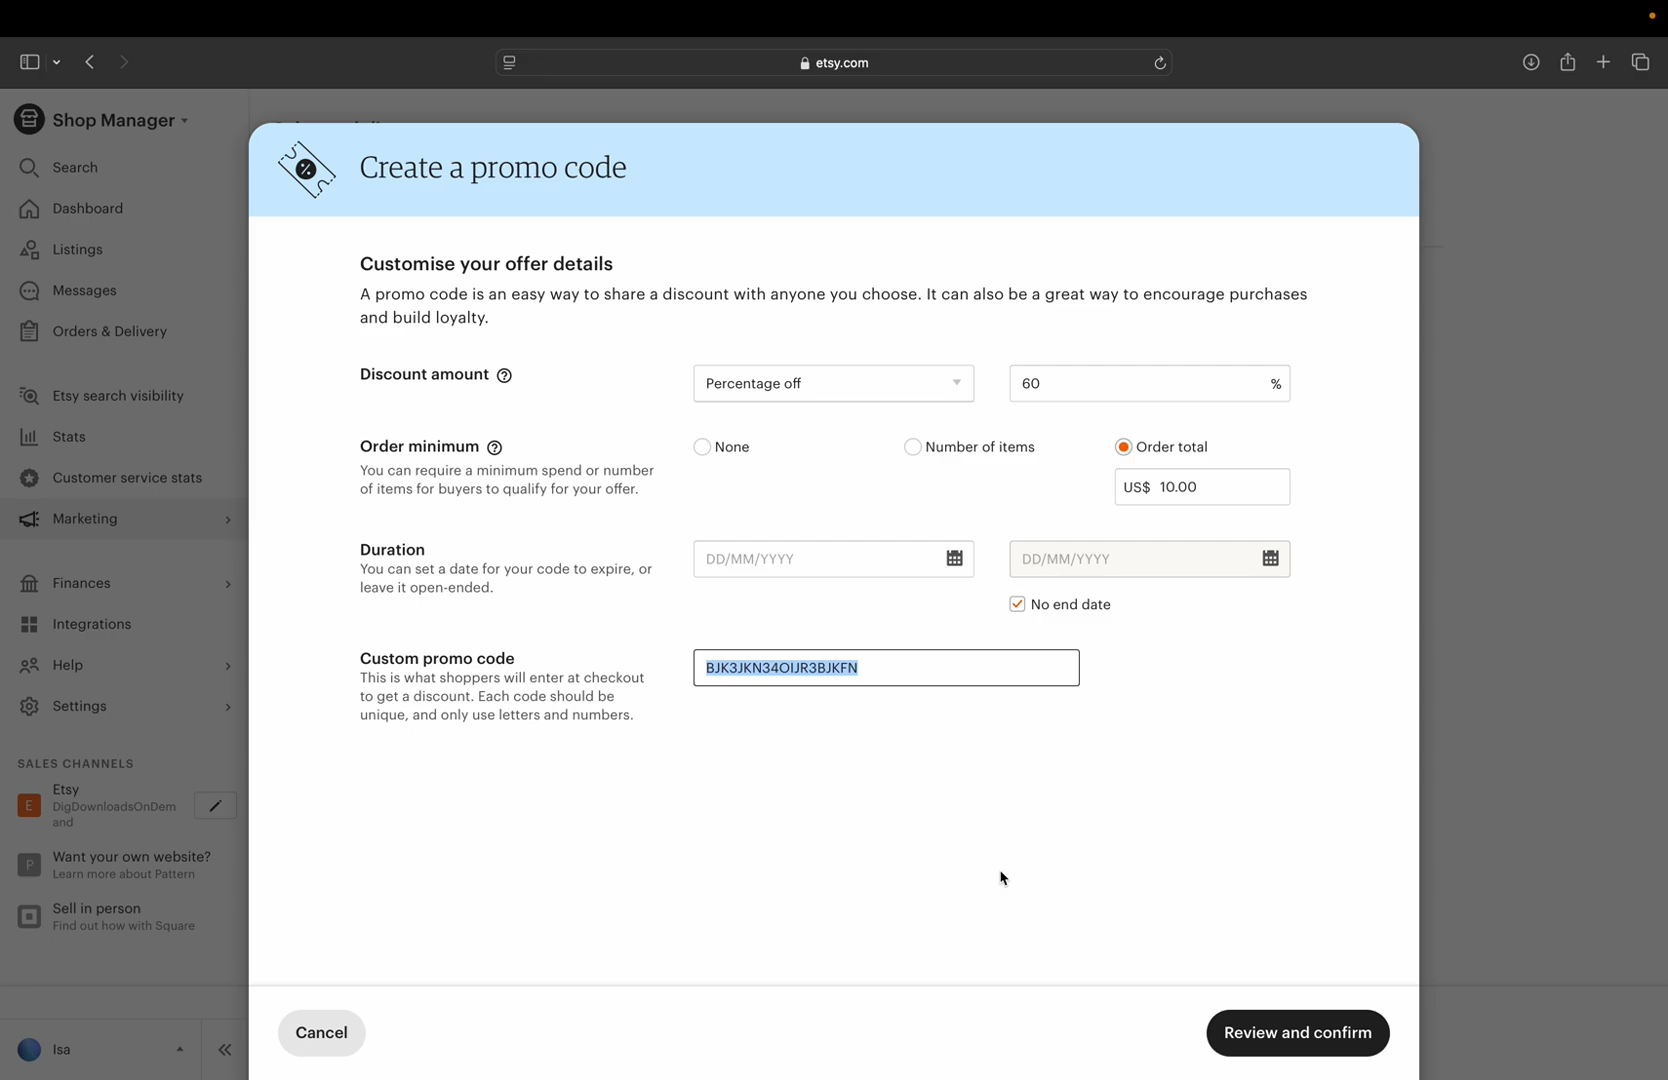 etsy.com
Shop Manager
Search
Dashboard
Listings
Messages
Orders & Delivery
Etsy search visibility
Stats
Customer service stats
Marketing
Finances
Integrations
Help
Settings
SALES CHANNELS
E
Etsy
DigDownloadsOnDem
and
P
Want your own website?
Learn more about Pattern
Sell in person
Find out how with Square
Isa
%
Create a promo code
Customise your offer details
A promo code is an easy way to share a discount with anyone you choose. It can also be a great way to encourage purchases
and build loyalty.
Discount amount ?
Percentage off
60 %
Order minimum ?
You can require a minimum spend or number
of items for buyers to qualify for your offer.
None
Number of items
Order total
US$ 10.00
Duration
You can set a date for your code to expire, or
leave it open-ended.
DD/MM/YYYY
DD/MM/YYYY
No end date
Custom promo code
This is what shoppers will enter at checkout
to get a discount. Each code should be
unique, and only use letters and numbers.
BJK3JKN34OIJR3BJKFN
Cancel
Review and confirm